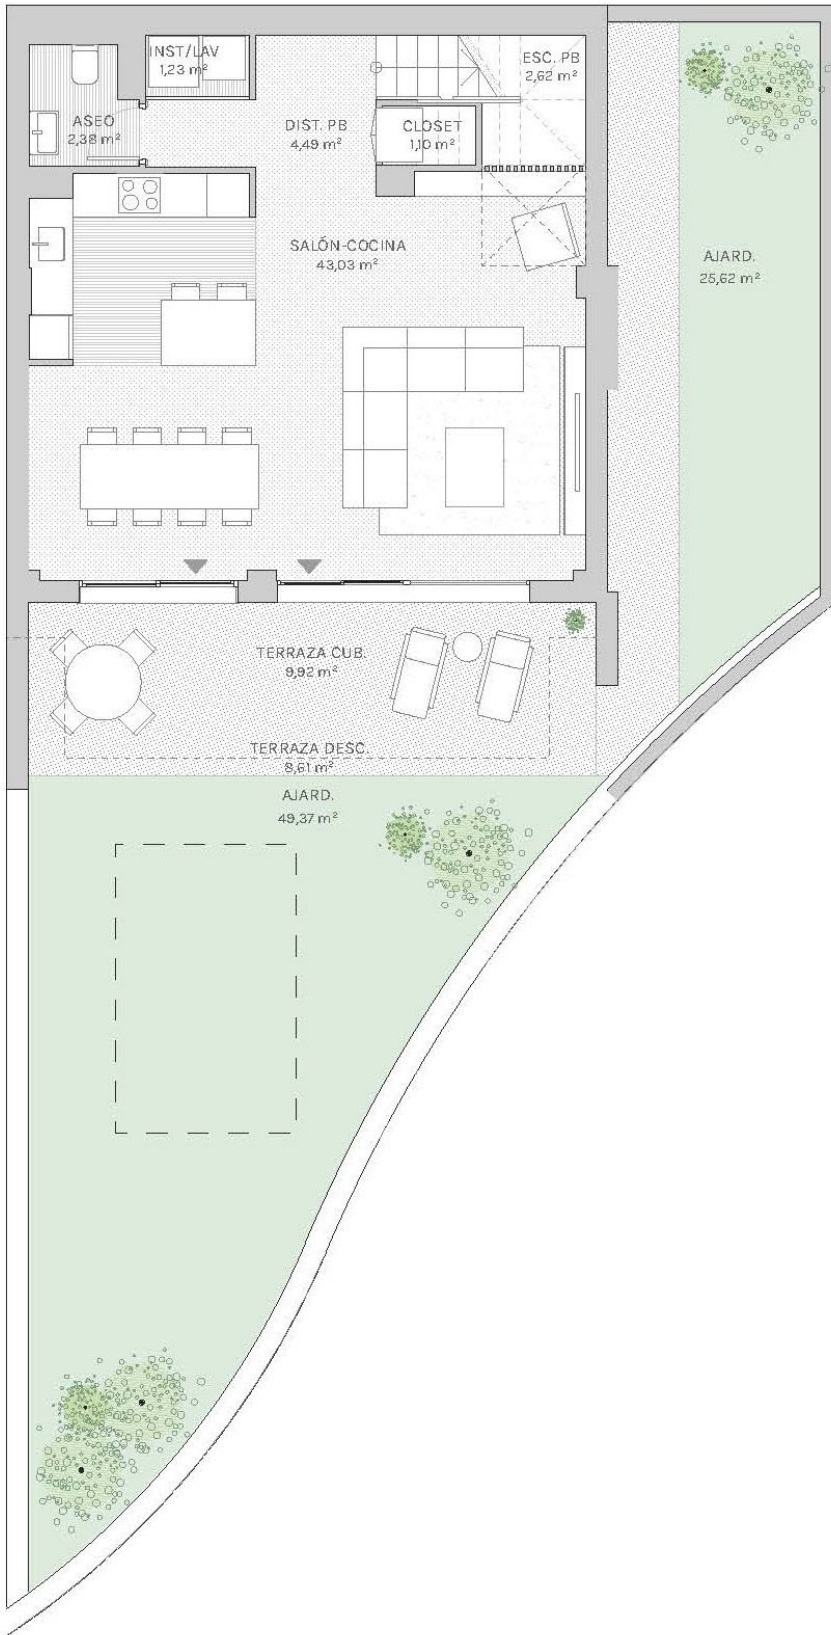 INST/LAV
1,23 m²
ESC. PB
2,62 m²
ASEO
2,38 m²
DIST. PB
4,49 m²
CLOSET
1,10 m²
SALÓN-COCINA
43,03 m²
AJARD.
25,62 m²
TERRAZA CUB.
9,92 m²
TERRAZA DESC.
8,61 m²
AJARD.
49,37 m²